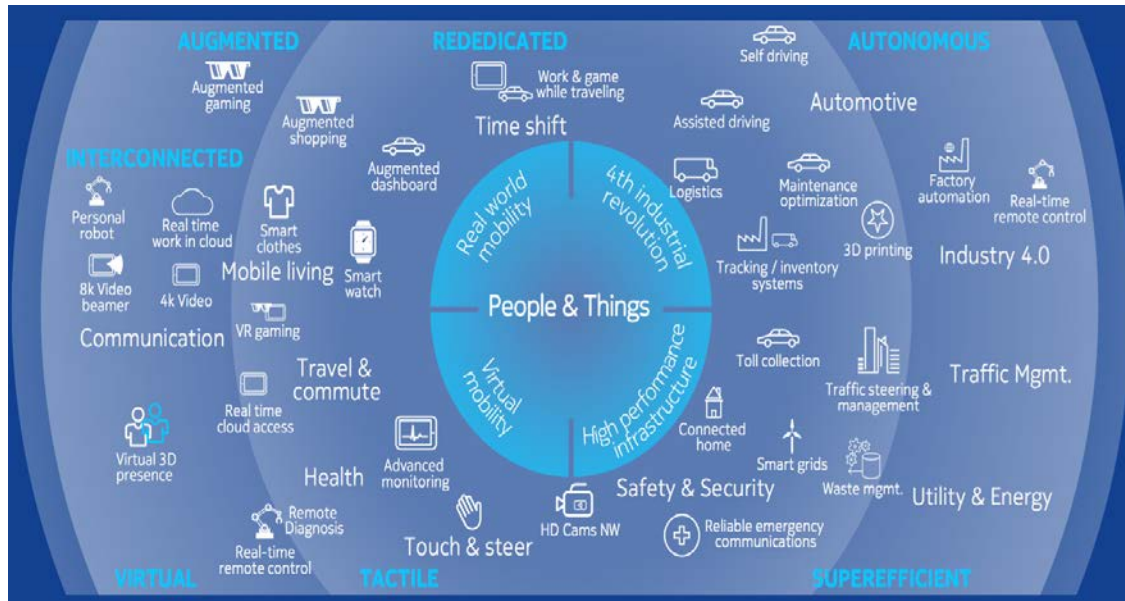 AUGMENTED
REDEDICATED
AUTONOMOUS
Self driving
Augmented
gaming
Work & game
while traveling
Automotive
Augmented
shopping
Time shift
Assisted driving
INTERCONNECTED
Augmented
dashboard
Real world
mobility
4th industrial
revolution
Logistics
Maintenance
optimization
Factory
automation
Real-time
remote control
Personal
robot
Real time
work in cloud
Smart
clothes
Mobile living
Smart
watch
Tracking / inventory
systems
3D printing
Industry 4.0
8k Video
beamer
4k Video
People & Things
VR gaming
Communication
Travel &
commute
Virtual
mobility
High performance
infrastructure
Toll collection
Traffic steering &
management
Traffic Mgmt.
Real time
cloud access
Connected
home
Virtual 3D
presence
Health
Advanced
monitoring
Smart grids
Safety & Security
Waste mgmt.
Utility & Energy
Remote
Diagnosis
Real-time
remote control
Touch & steer
HD Cams NW
Reliable emergency
communications
VIRTUAL
TACTILE
SUPEREFFICIENT